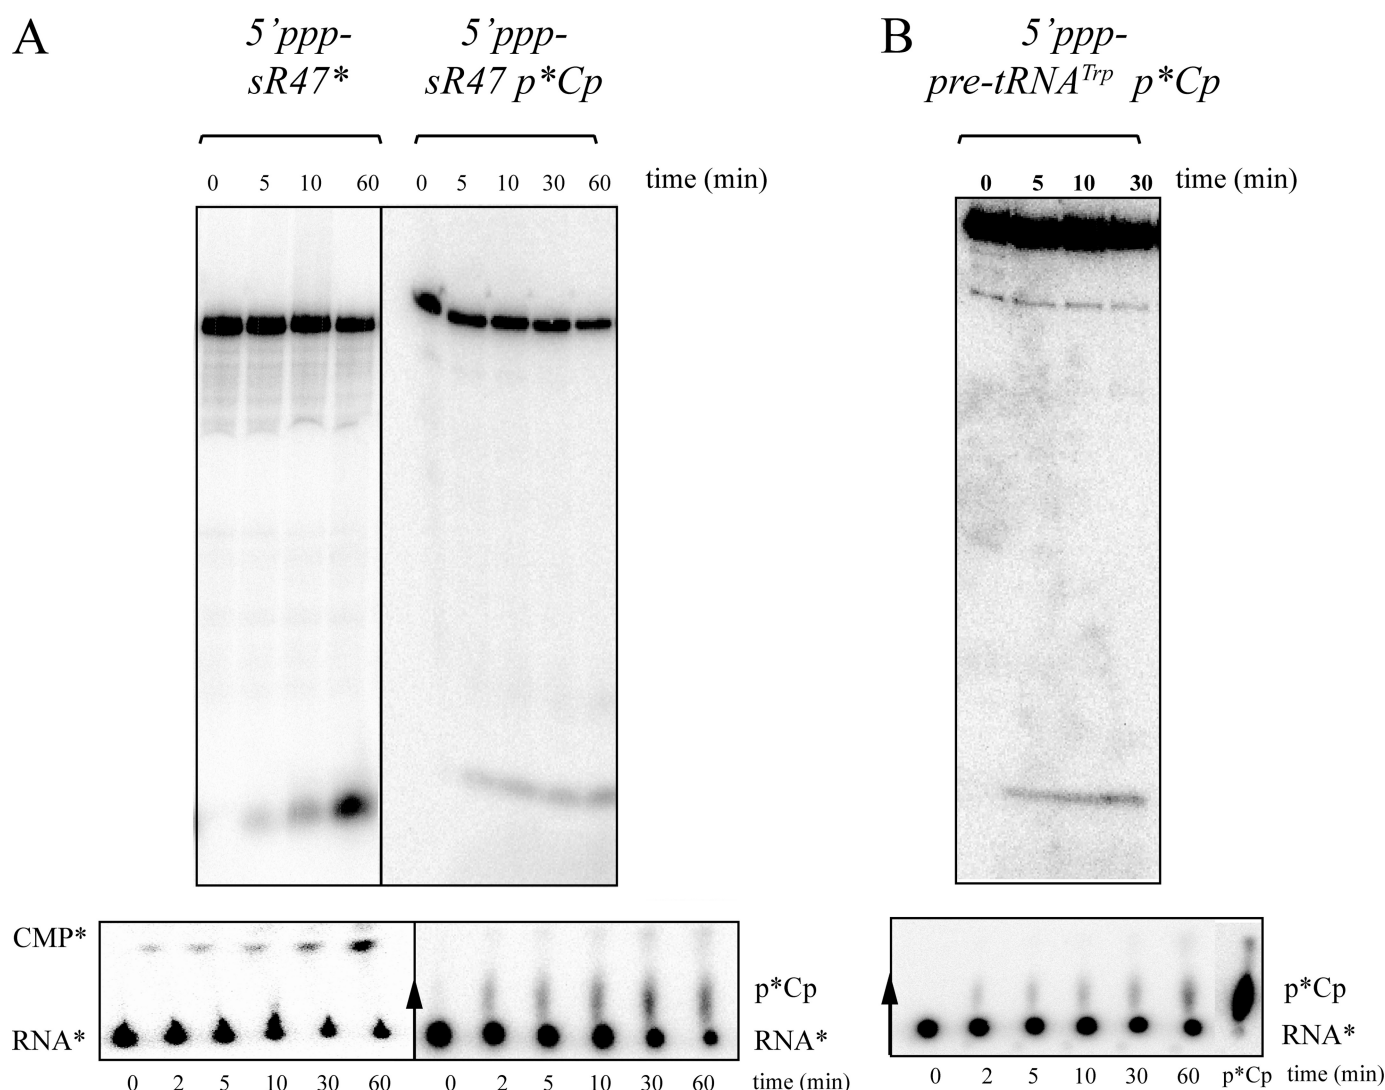 A
5’ppp-
sR47*
5’ppp-
sR47 p*Cp
0 5 10 60
0 5 10 30 60
time (min)
B
5’ppp-
pre-tRNATrp p*Cp
0 5 10 30
time (min)
CMP*
RNA*
p*Cp
RNA*
0 2 5 10 30 60
0 2 5 10 30 60
time (min)
p*Cp
RNA*
0 2 5 10 30 60 p*Cp
time (min)